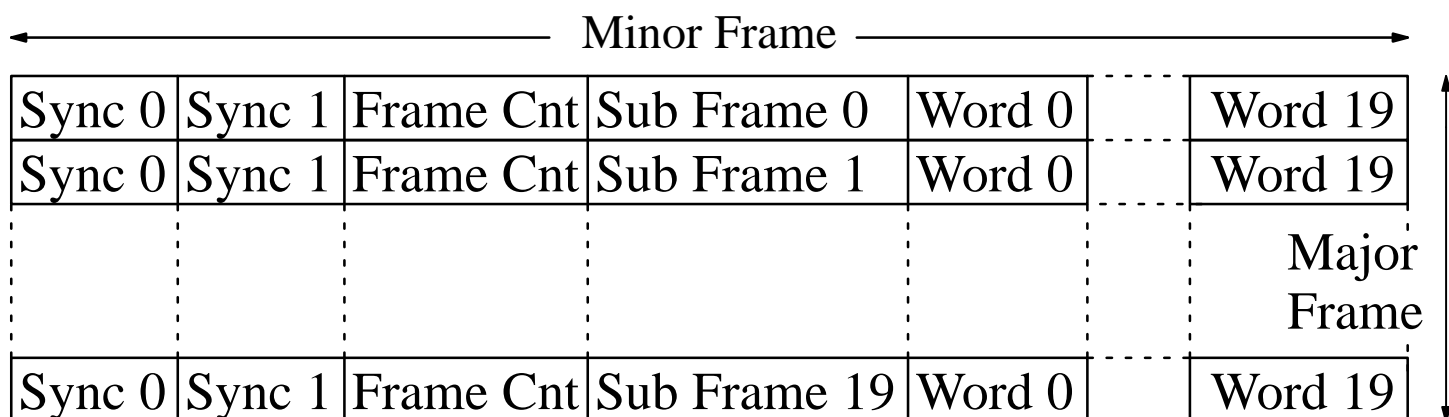 Minor Frame
Sync 0 Sync 1 Frame Cnt Sub Frame 0 Word 0 Word 19
Sync 0 Sync 1 Frame Cnt Sub Frame 1 Word 0 Word 19
Major
Frame
Sync 0 Sync 1 Frame Cnt Sub Frame 19 Word 0 Word 19